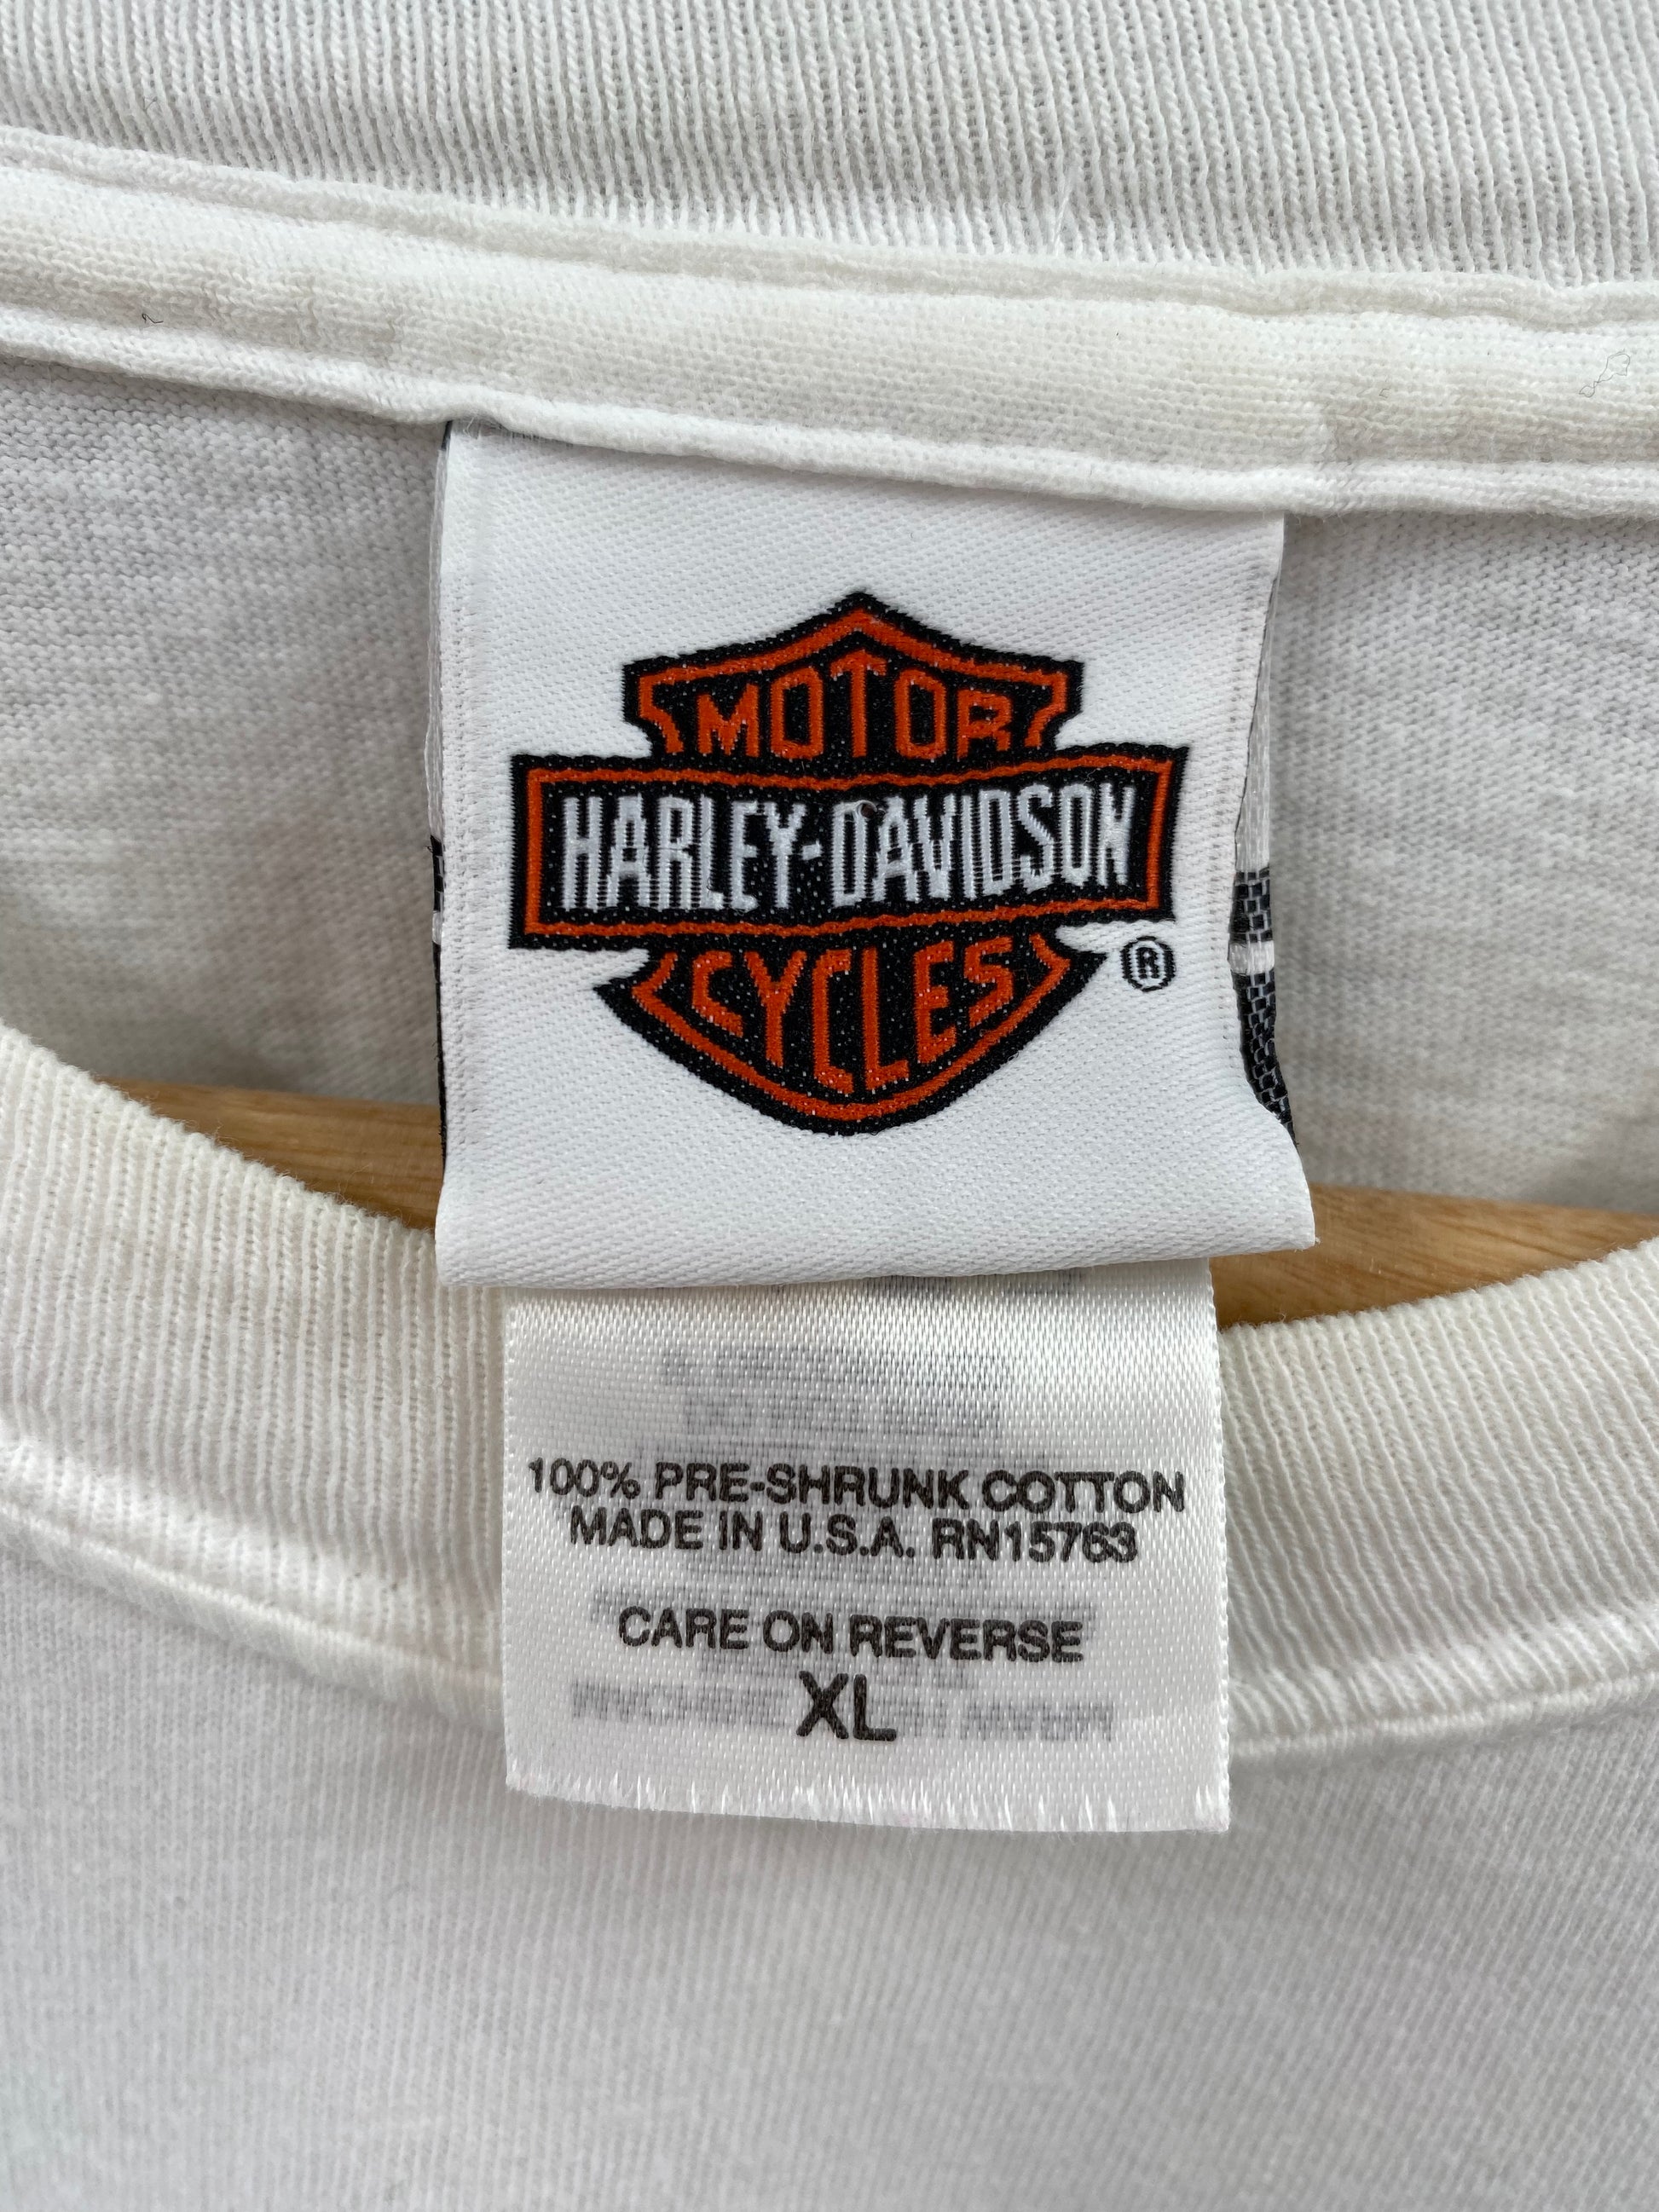 MOTOR
HARLEY-DAVIDSON
CYCLES
®
100% PRE-SHRUNK COTTON
MADE IN U.S.A. RN15763
CARE ON REVERSE
XL